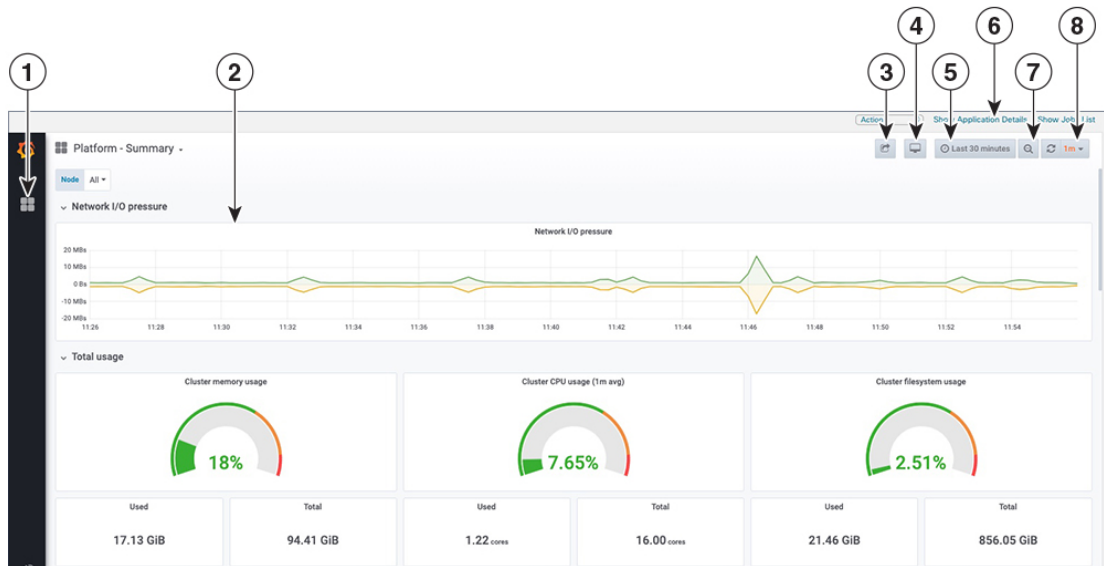 4 6 8
1 2 3 5 7
Action Show Application Details Show Job List
Platform - Summary
Last 30 minutes 1m
Node All
Network I/O pressure
Network I/O pressure
20 MBs
10 MBs
0 Bs
-10 MBs
-20 MBs
11:26 11:28 11:30 11:32 11:34 11:36 11:38 11:40 11:42 11:44 11:46 11:48 11:50 11:52 11:54
Total usage
Cluster memory usage Cluster CPU usage (1m avg) Cluster filesystem usage
18% 7.65% 2.51%
Used Total Used Total Used Total
17.13 GiB 94.41 GiB 1.22 cores 16.00 cores 21.46 GiB 856.05 GiB